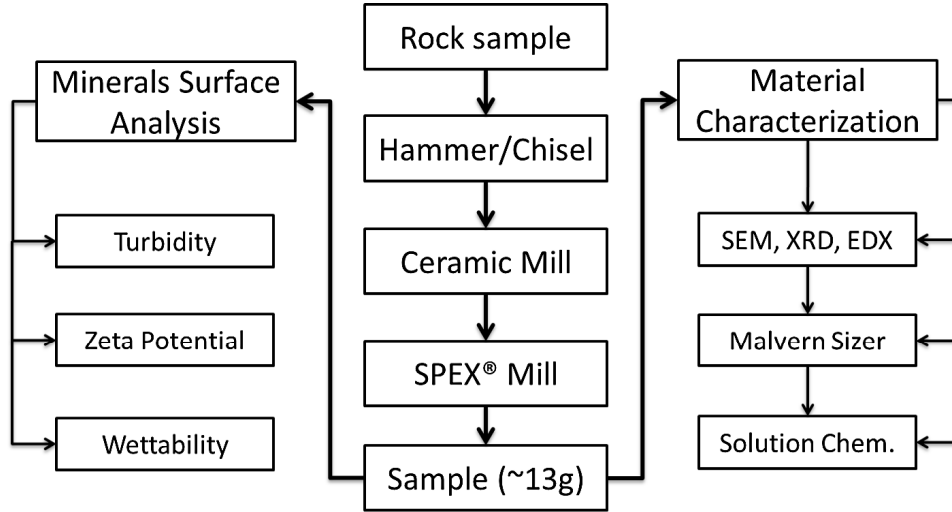 Rock sample
Minerals Surface
Analysis
Material
Characterization
Hammer/Chisel
Turbidity
SEM, XRD, EDX
Ceramic Mill
Zeta Potential
Malvern Sizer
SPEX® Mill
Wettability
Solution Chem.
Sample (~13g)